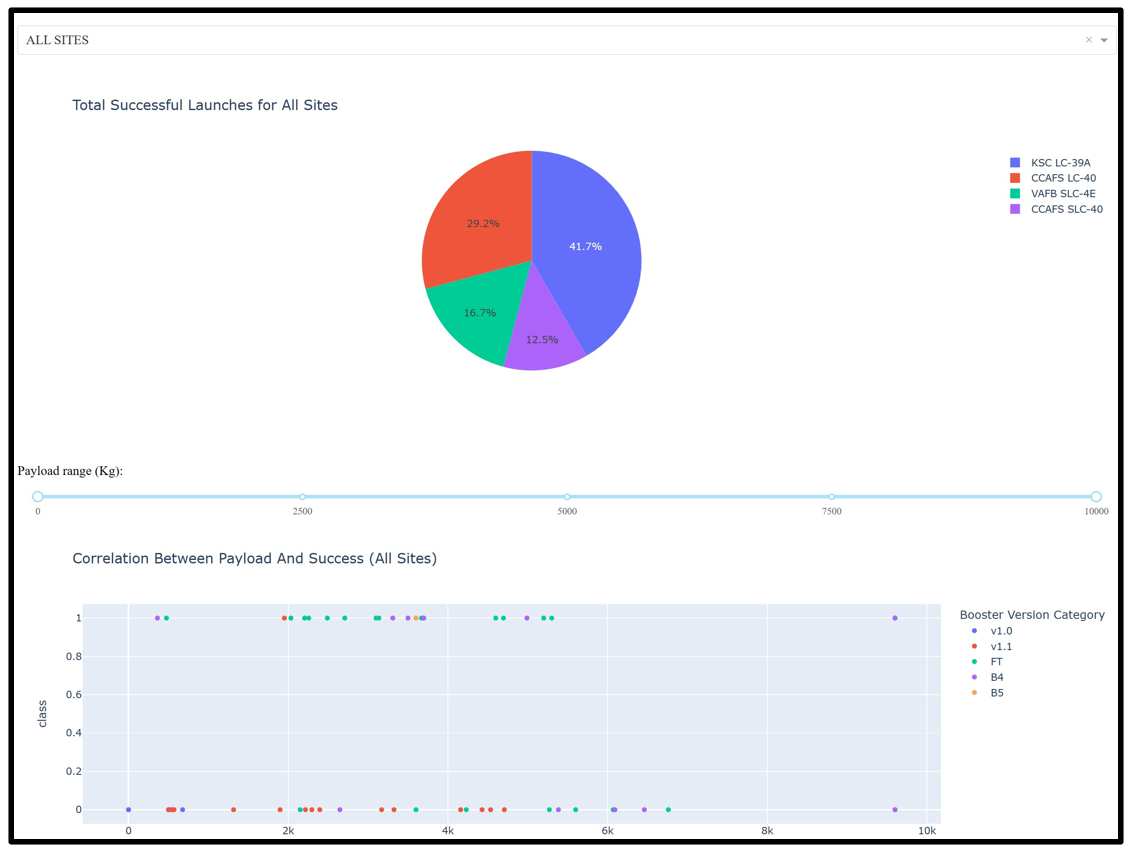 ALL SITES
× 
Total Successful Launches for All Sites
KSC LC-39A
CCAFS LC-40
VAFB SLC-4E
CCAFS SLC-40
29.2%
41.7%
16.7%
12.5%
Payload range (Kg):
0 2500 5000 7500 10000
Correlation Between Payload And Success (All Sites)
Booster Version Category
v1.0
v1.1
FT
B4
B5
class
1
0.8
0.6
0.4
0.2
0
0 2k 4k 6k 8k 10k